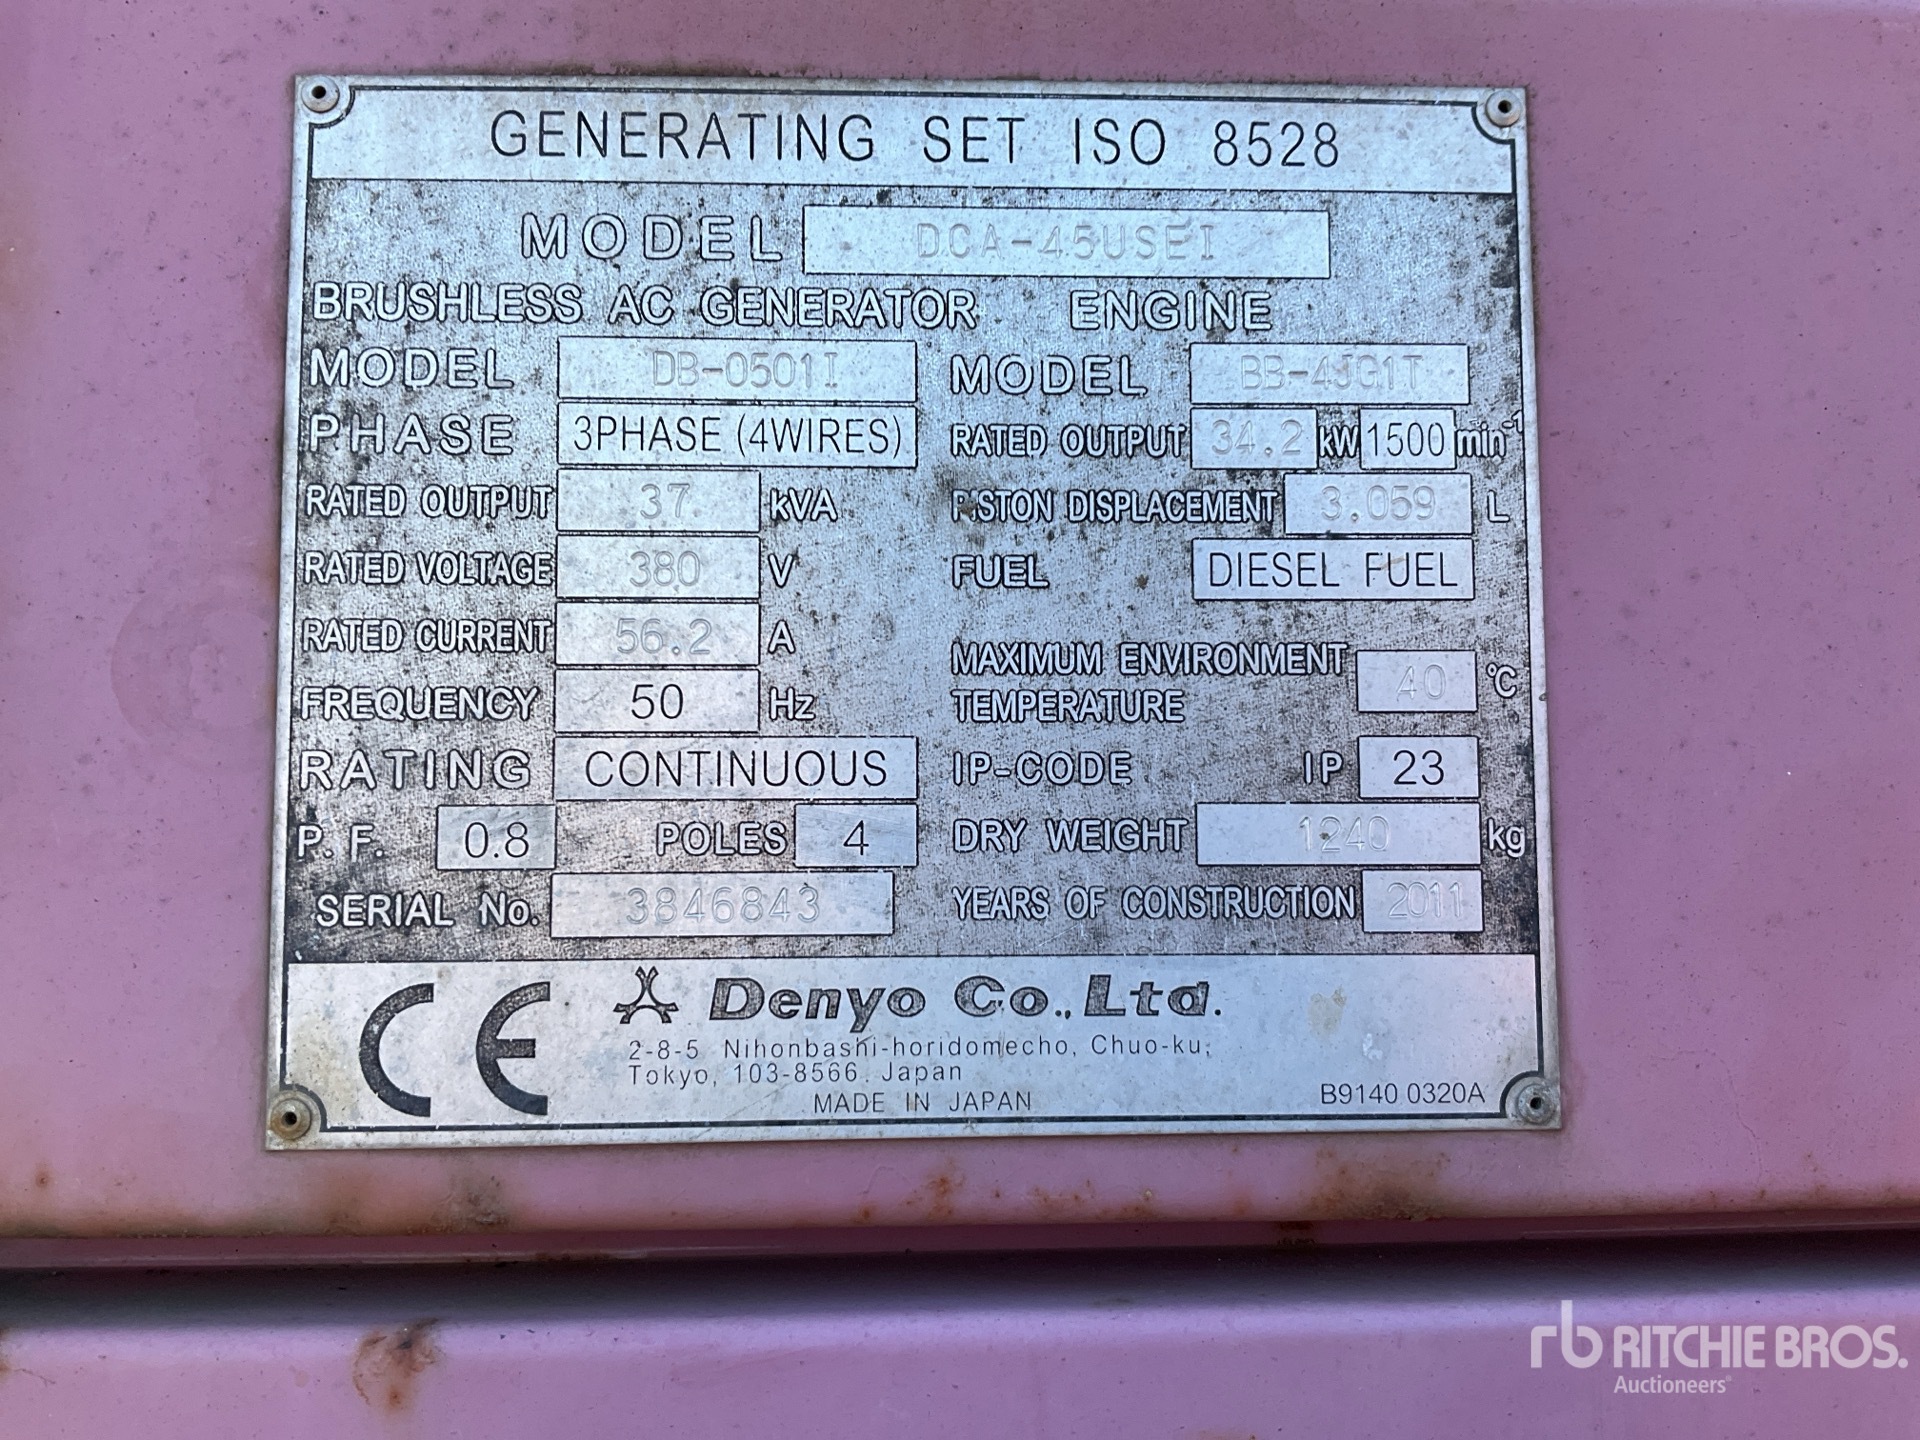 GENERATING SET ISO 8528
MODEL DCA-45USEI
BRUSHLESS AC GENERATOR ENGINE
MODEL DB-0501I MODEL BB-4JG1T
PHASE 3PHASE (4WIRES) RATED OUTPUT 34.2 kW 1500 min⁻¹
RATED OUTPUT 37 kVA PISTON DISPLACEMENT 3.059 L
RATED VOLTAGE 380 V FUEL DIESEL FUEL
RATED CURRENT 56.2 A MAXIMUM ENVIRONMENT TEMPERATURE 40 °C
FREQUENCY 50 Hz
RATING CONTINUOUS IP-CODE IP 23
P. F. 0.8 POLES 4 DRY WEIGHT 1240 kg
SERIAL No. 3846843 YEARS OF CONSTRUCTION 2011
CE Denyo Co., Ltd.
2-8-5 Nihonbashi-horidomecho, Chuo-ku,
Tokyo, 103-8566. Japan
MADE IN JAPAN B9140 0320A
rb RITCHIE BROS.
Auctioneers